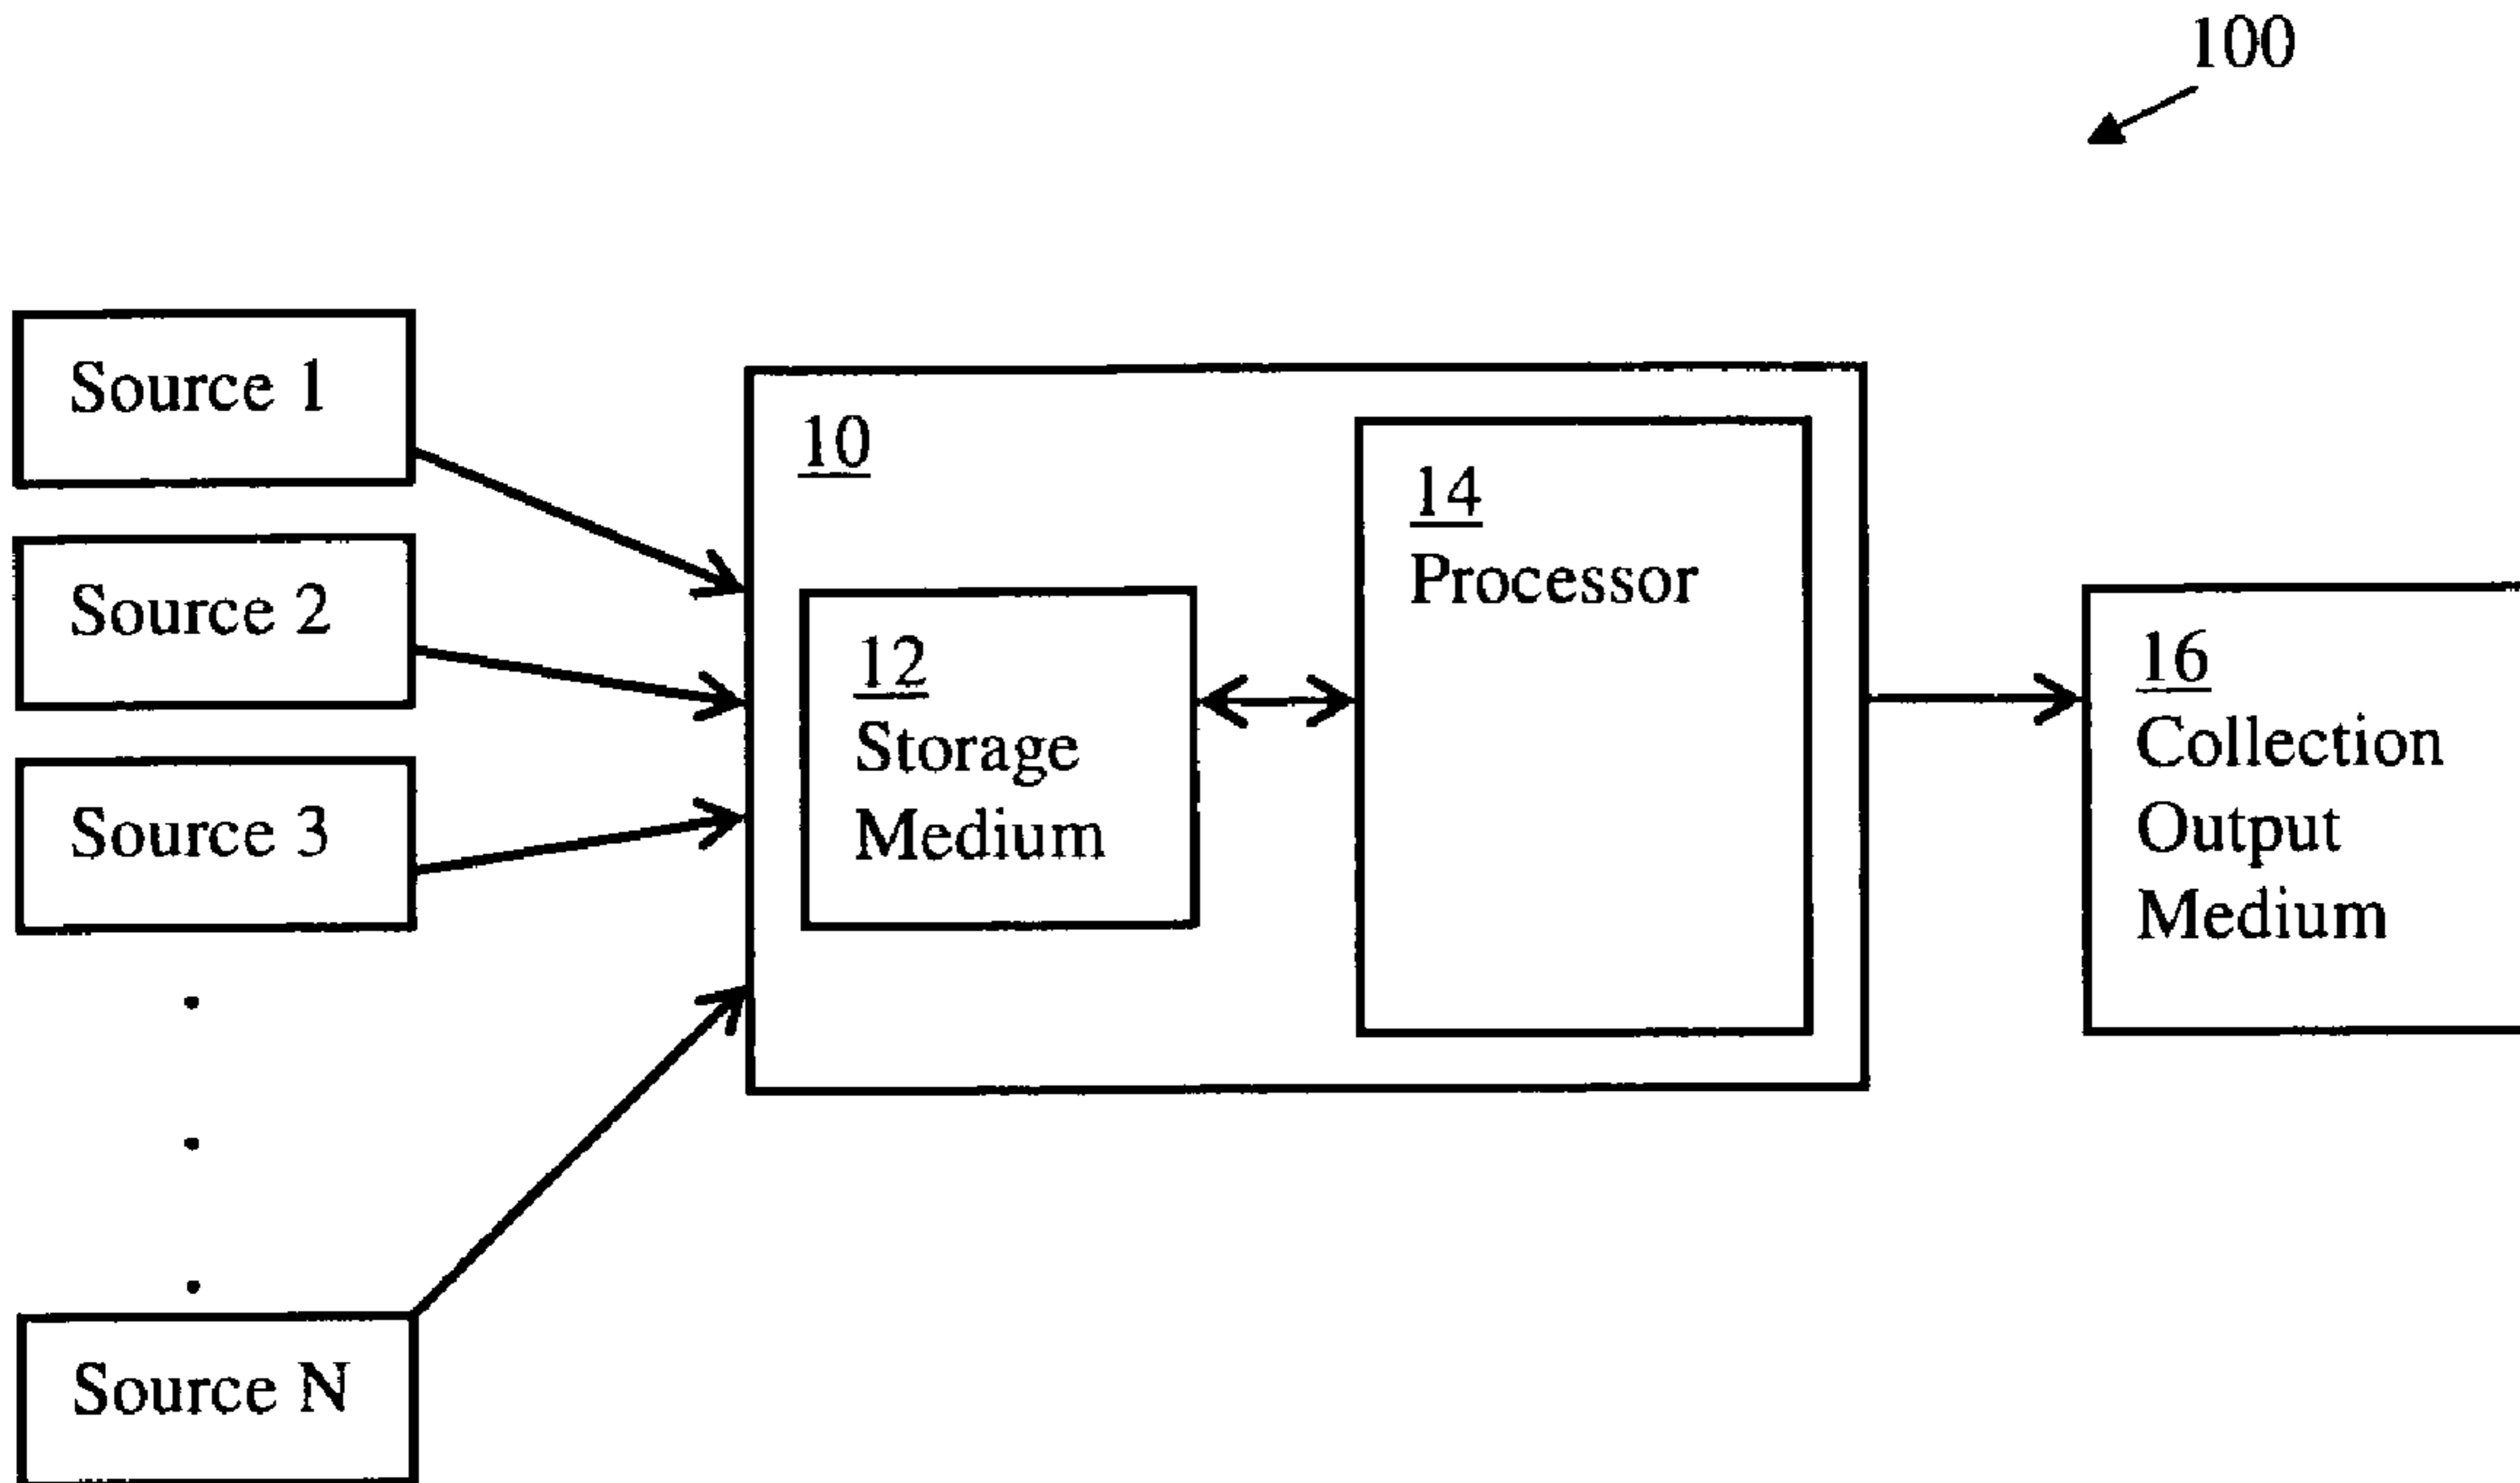 100
Source 1
Source 2
Source 3
Source N
10
12
Storage
Medium
14
Processor
16
Collection
Output
Medium